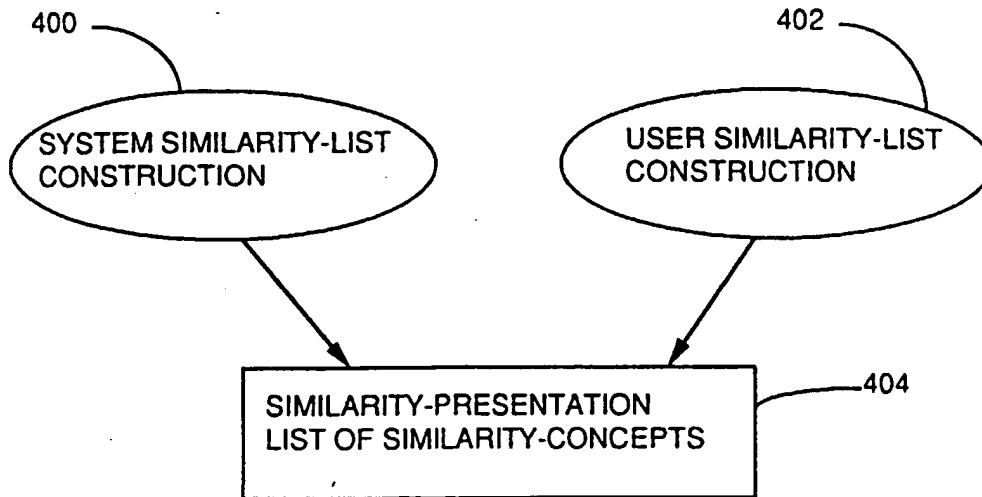 400
402
SYSTEM SIMILARITY-LIST
CONSTRUCTION
USER SIMILARITY-LIST
CONSTRUCTION
404
SIMILARITY-PRESENTATION
LIST OF SIMILARITY-CONCEPTS